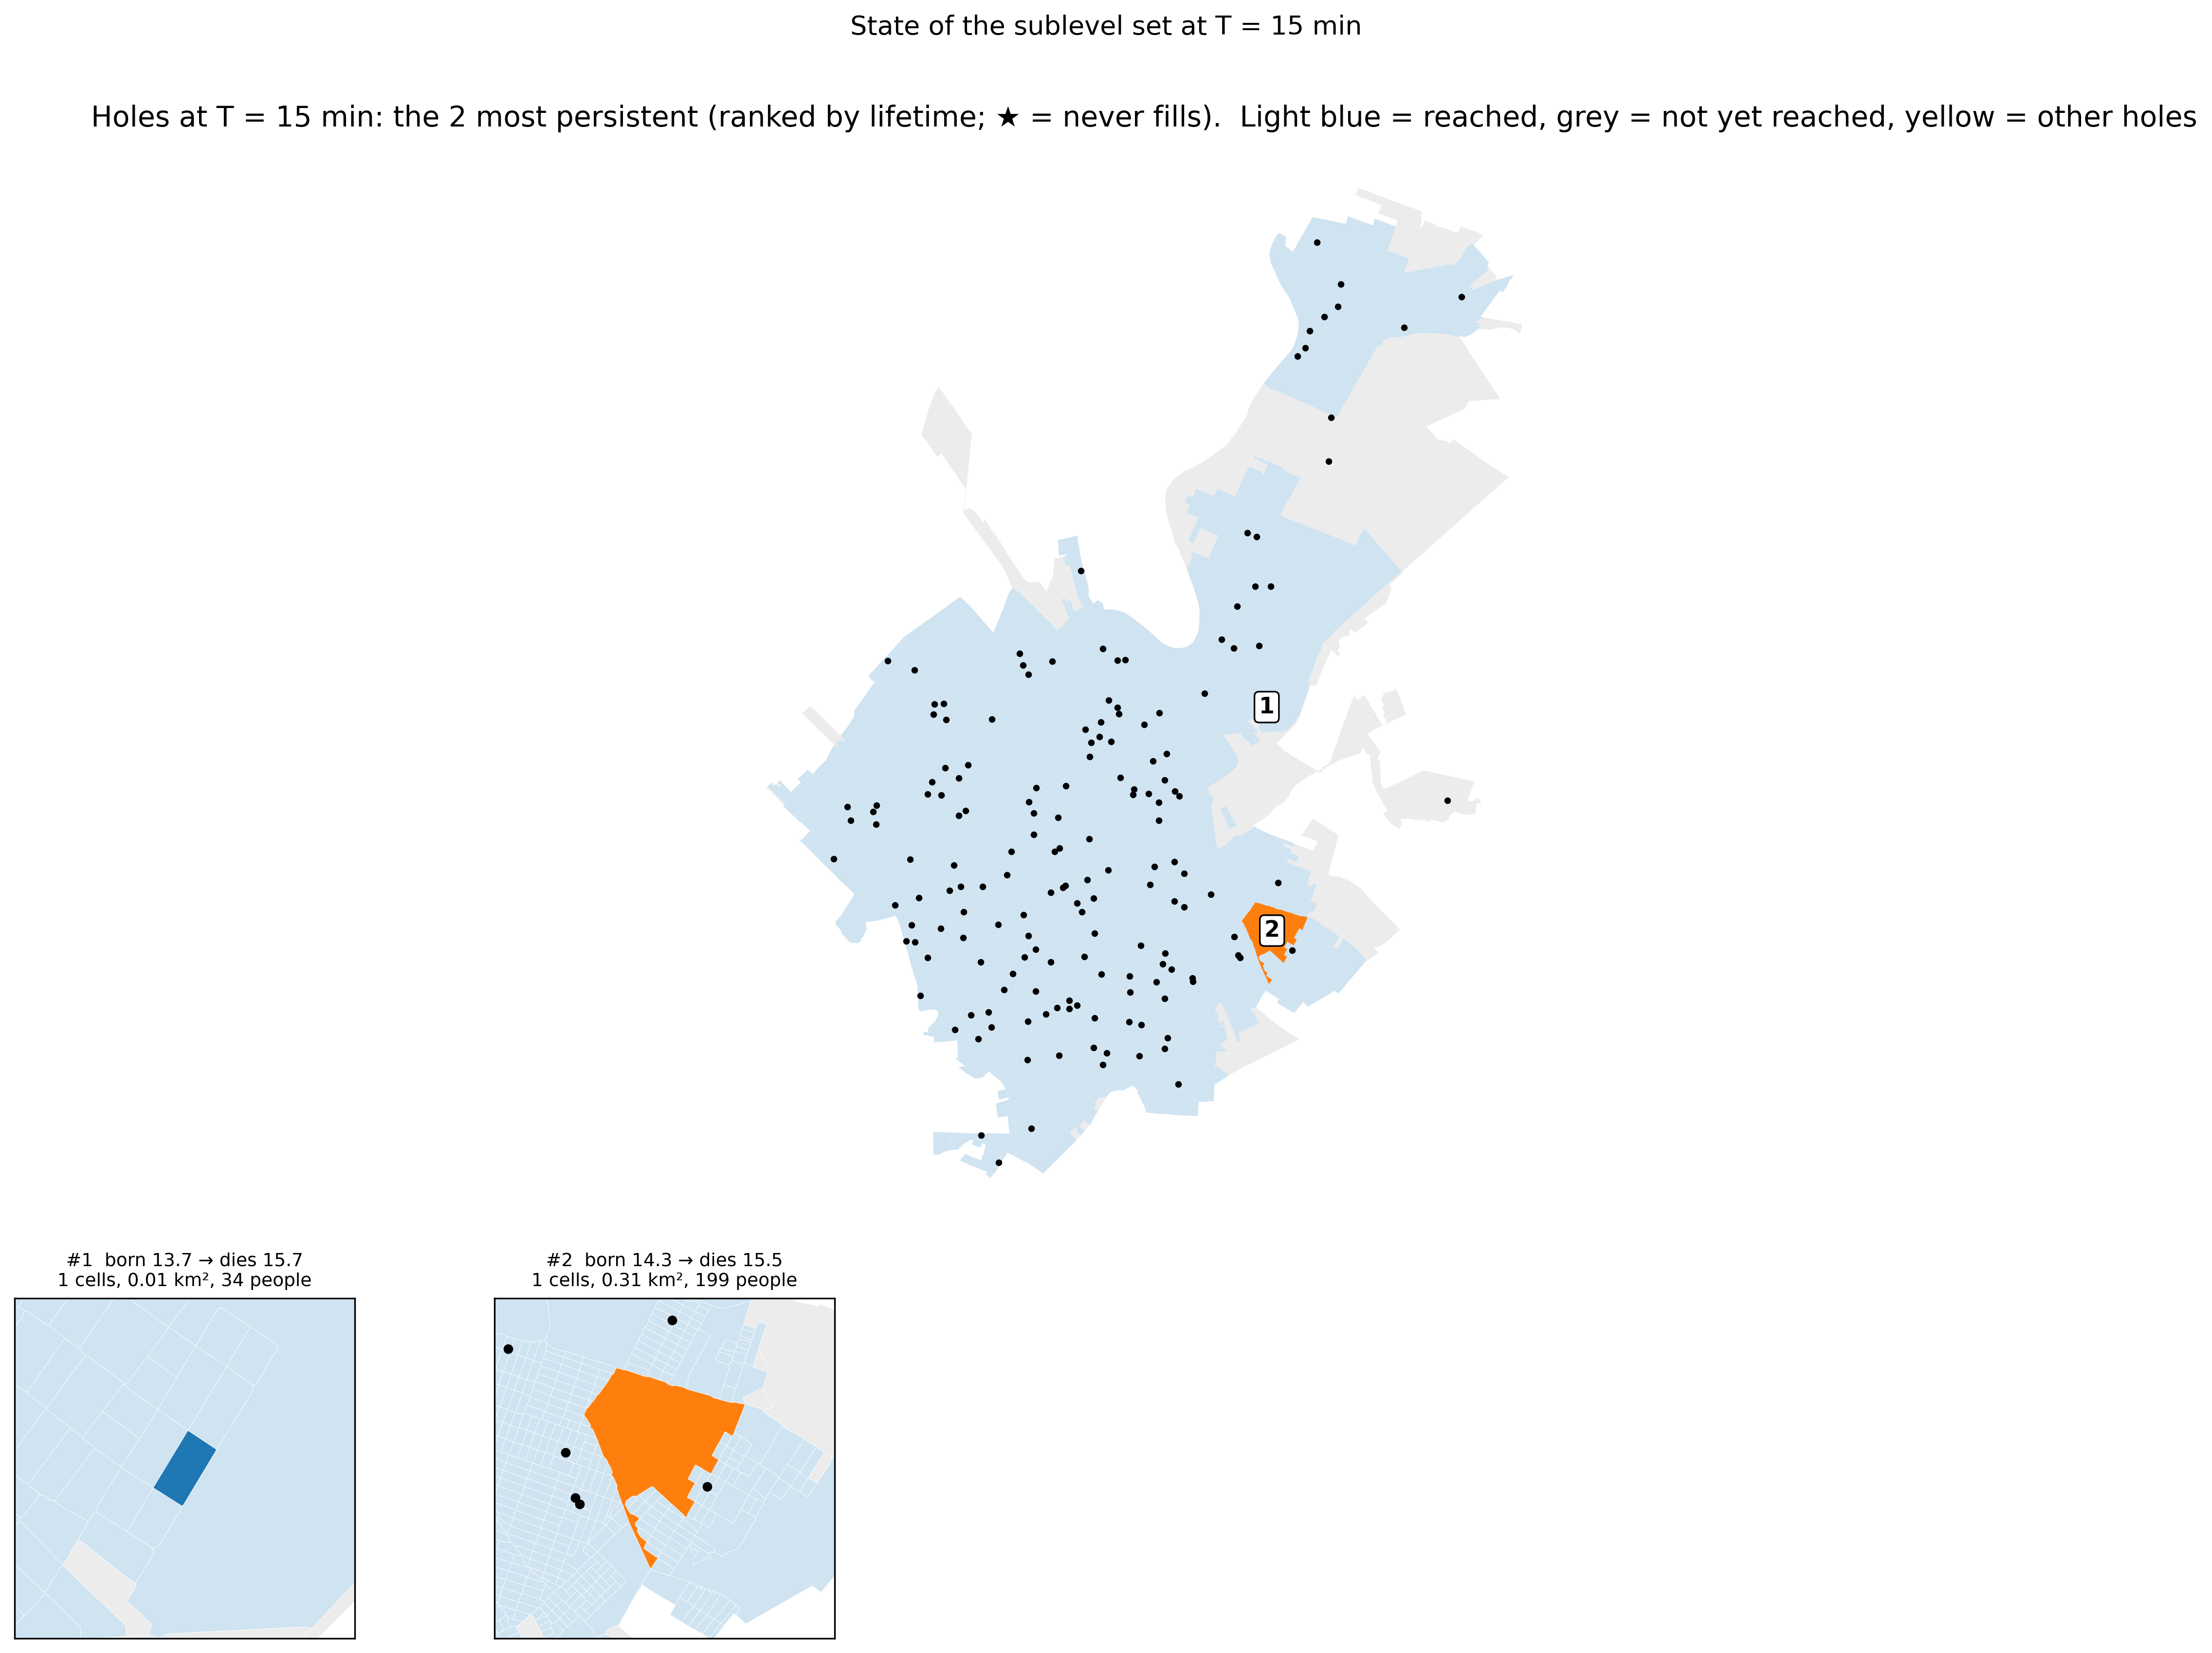 State of the sublevel set at T = 15 min
Holes at T = 15 min: the 2 most persistent (ranked by lifetime; ★ = never fills).  Light blue = reached, grey = not yet reached, yellow = other holes
1
2
#1  born 13.7 → dies 15.7
1 cells, 0.01 km², 34 people
#2  born 14.3 → dies 15.5
1 cells, 0.31 km², 199 people